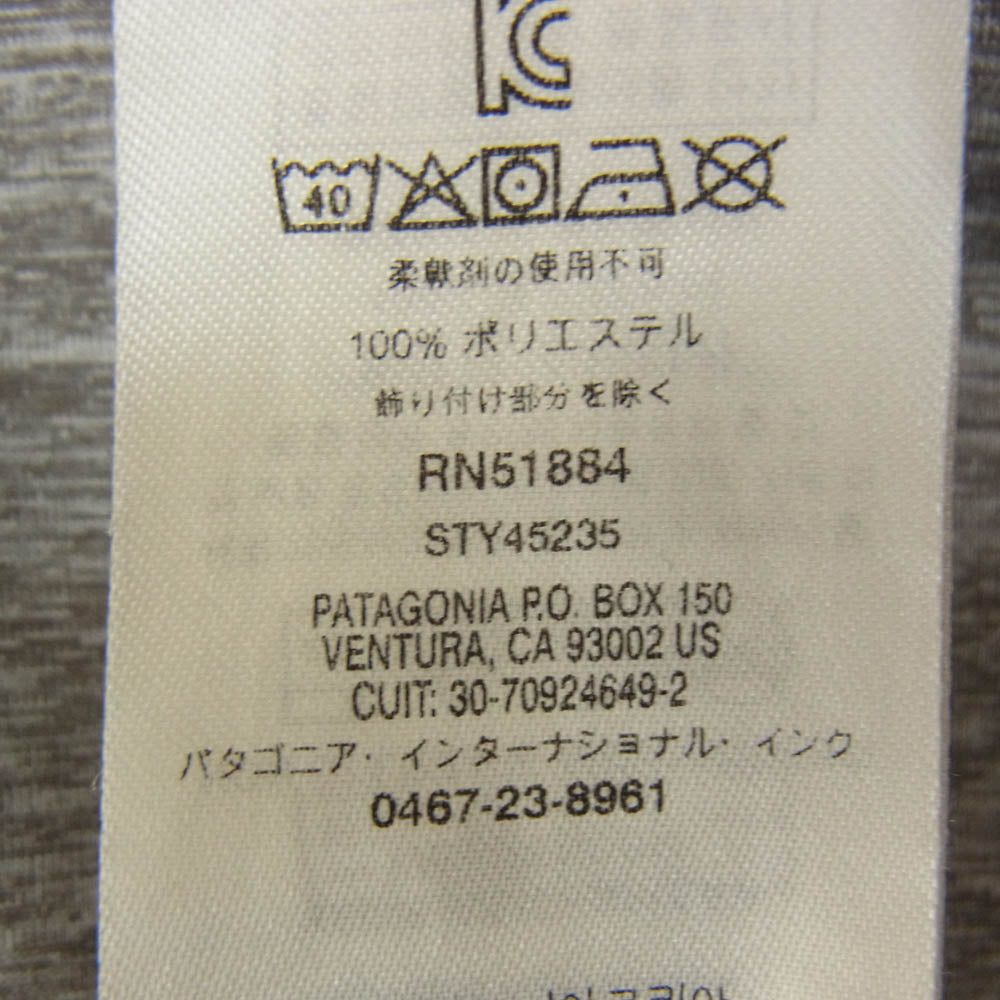 40
柔軟剤の使用不可
100% ポリエステル
飾り付け部分を除く
RN51884
STY45235
PATAGONIA P.O. BOX 150
VENTURA, CA 93002 US
CUIT: 30-70924649-2
パタゴニア・インターナショナル・インク
0467-23-8961